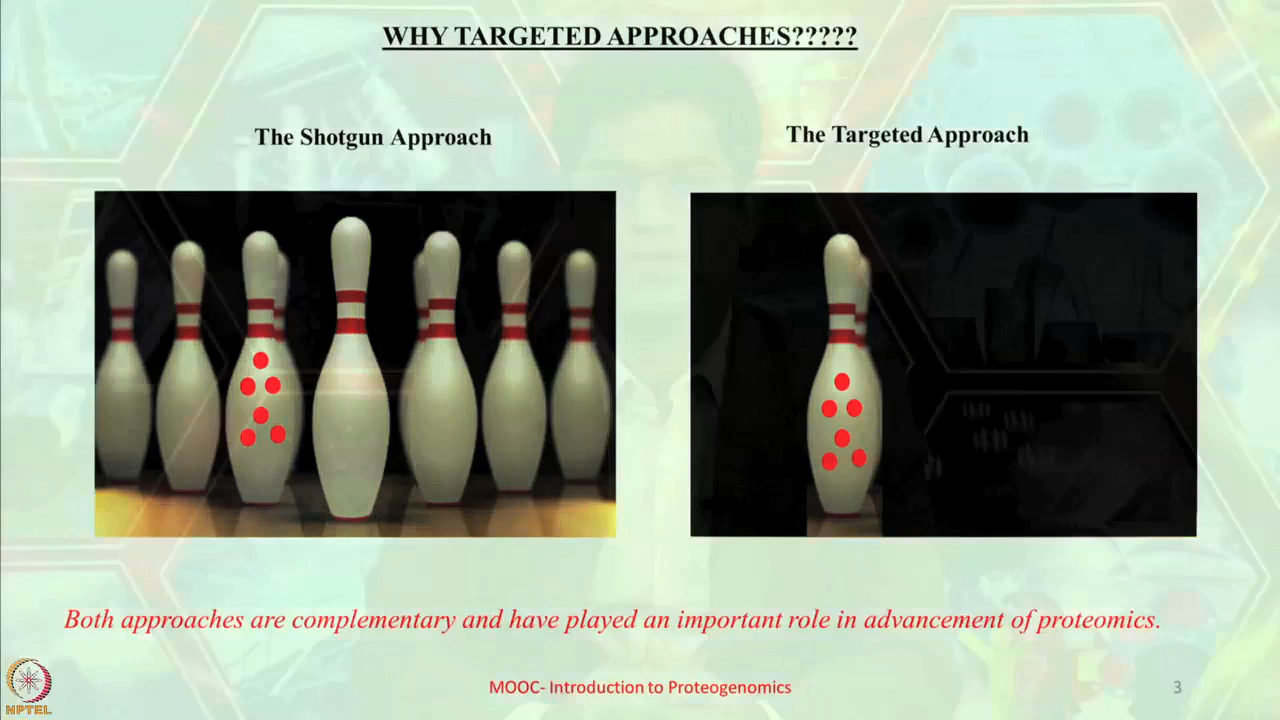 WHY TARGETED APPROACHES?????
The Shotgun Approach
The Targeted Approach
Both approaches are complementary and have played an important role in advancement of proteomics.
MOOC- Introduction to Proteogenomics
3
NPTEL